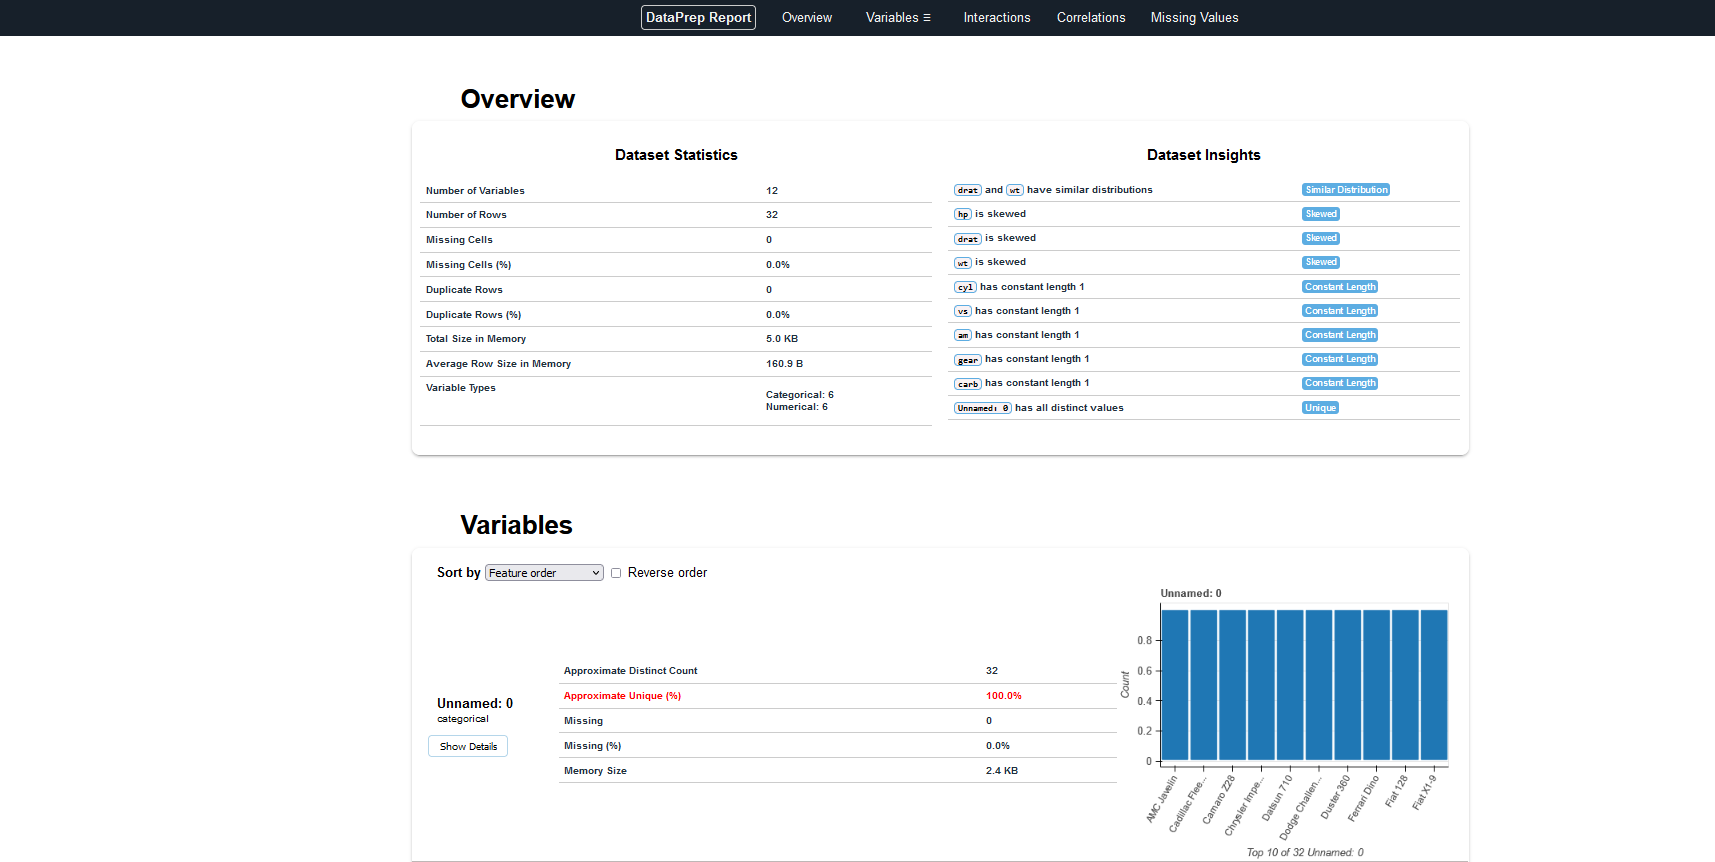 DataPrep Report Overview Variables ☰ Interactions Correlations Missing Values
Overview
Dataset Statistics
Number of Variables 12
Number of Rows 32
Missing Cells 0
Missing Cells (%) 0.0%
Duplicate Rows 0
Duplicate Rows (%) 0.0%
Total Size in Memory 5.0 KB
Average Row Size in Memory 160.9 B
Variable Types
Categorical: 6
Numerical: 6
Dataset Insights
drat and wt have similar distributions Similar Distribution
hp is skewed Skewed
drat is skewed Skewed
wt is skewed Skewed
cyl has constant length 1 Constant Length
vs has constant length 1 Constant Length
am has constant length 1 Constant Length
gear has constant length 1 Constant Length
carb has constant length 1 Constant Length
Unnamed: 0 has all distinct values Unique
Variables
Sort by Feature order Reverse order
Unnamed: 0
categorical
Show Details
Approximate Distinct Count 32
Approximate Unique (%) 100.0%
Missing 0
Missing (%) 0.0%
Memory Size 2.4 KB
Unnamed: 0
0.8
0.6
0.4
0.2
0
Count
AMC Javelin
Cadillac Flee...
Camaro Z28
Chrysler Impe...
Datsun 710
Dodge Challen...
Duster 360
Ferrari Dino
Fiat 128
Fiat X1-9
Top 10 of 32 Unnamed: 0